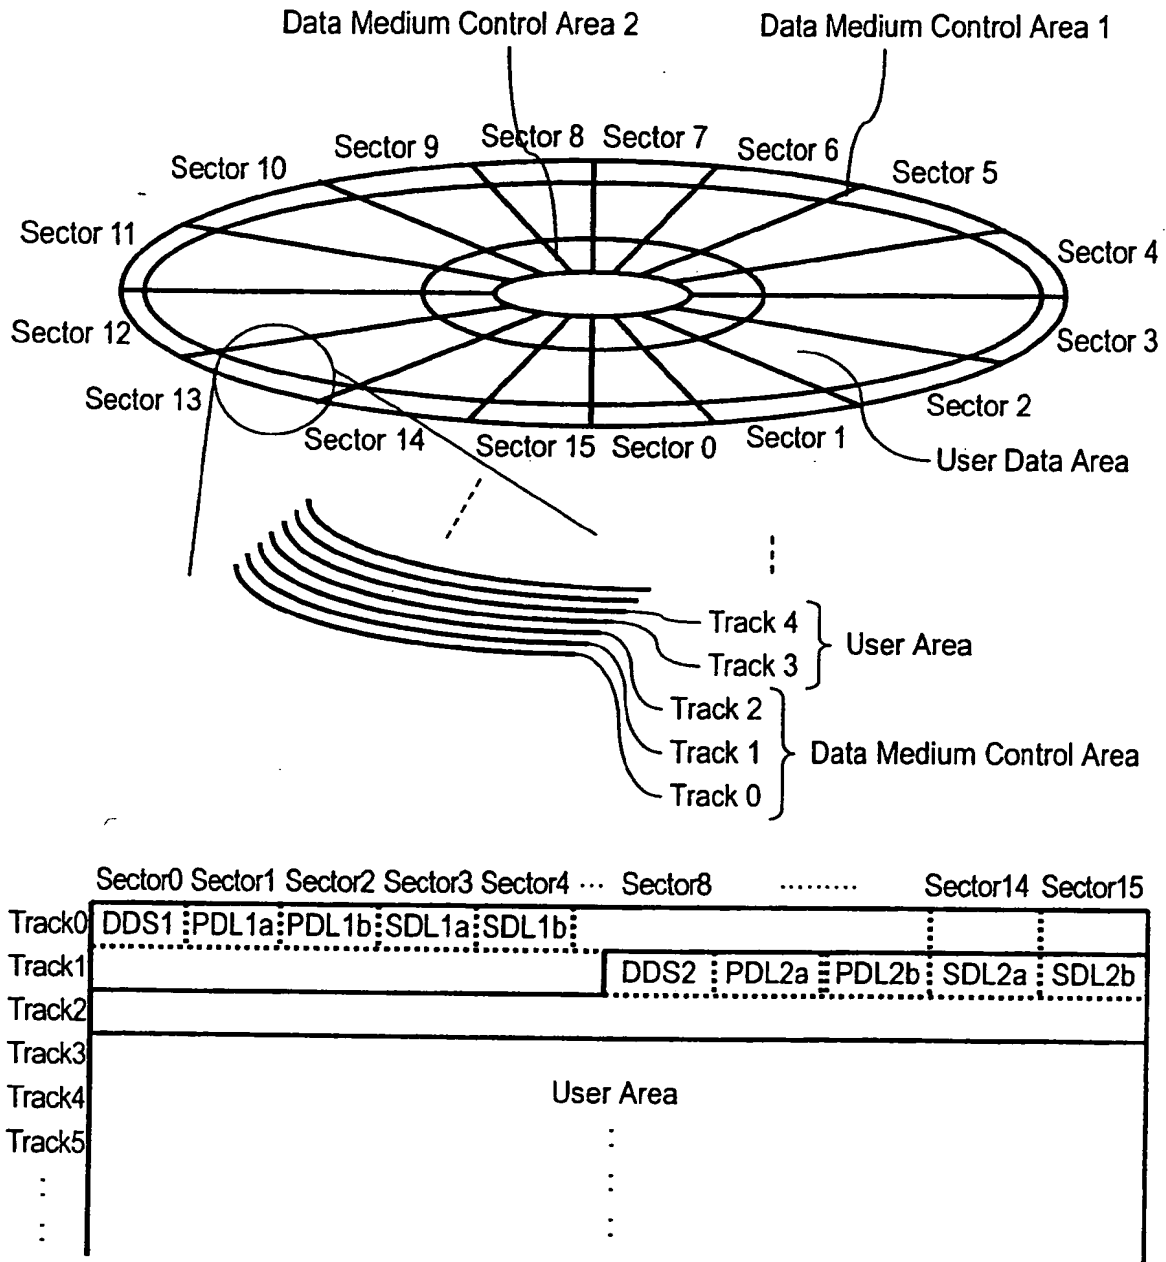 Data Medium Control Area 2
Data Medium Control Area 1
Sector 8
Sector 7
Sector 9
Sector 6
Sector 10
Sector 5
Sector 11
Sector 4
Sector 12
Sector 3
Sector 13
Sector 2
Sector 14
Sector 15
Sector 0
Sector 1
User Data Area
Track 4
Track 3
User Area
Track 2
Track 1
Track 0
Data Medium Control Area
Sector0 Sector1 Sector2 Sector3 Sector4 ... Sector8 ......... Sector14 Sector15
Track0 DDS1 PDL1a PDL1b SDL1a SDL1b
Track1 DDS2 PDL2a PDL2b SDL2a SDL2b
Track2
Track3
Track4 User Area
Track5